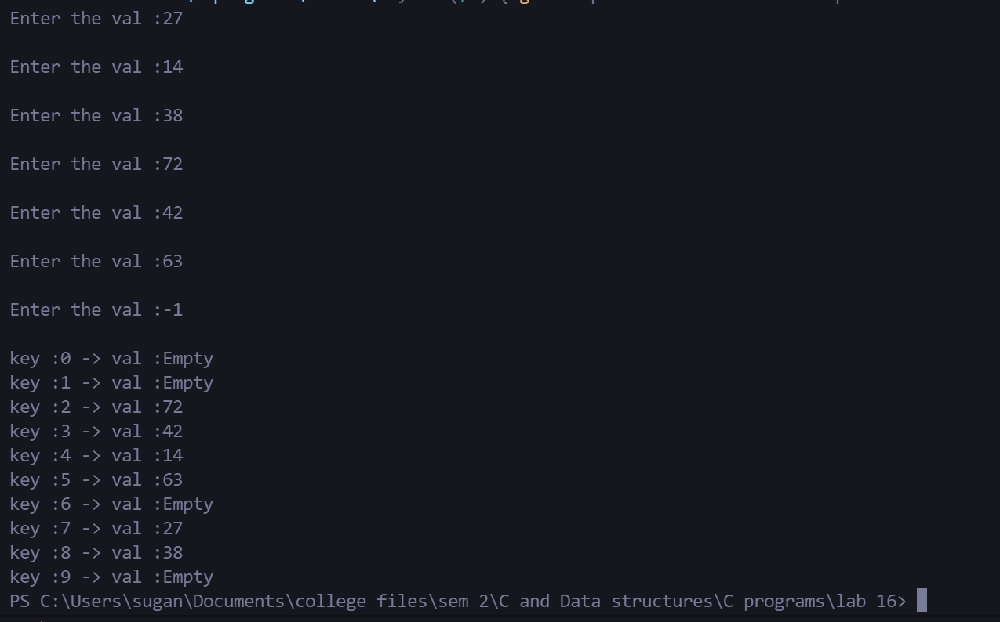 Enter the val :27
Enter the val :14
Enter the val :38
Enter the val :72
Enter the val :42
Enter the val :63
Enter the val :-1
key :0 -> val :Empty
key :1 -> val :Empty
key :2 -> val :72
key :3 -> val :42
key :4 -> val :14
key :5 -> val :63
key :6 -> val :Empty
key :7 -> val :27
key :8 -> val :38
key :9 -> val :Empty
PS C:\Users\sugan\Documents\college files\sem 2\C and Data structures\C programs\lab 16>